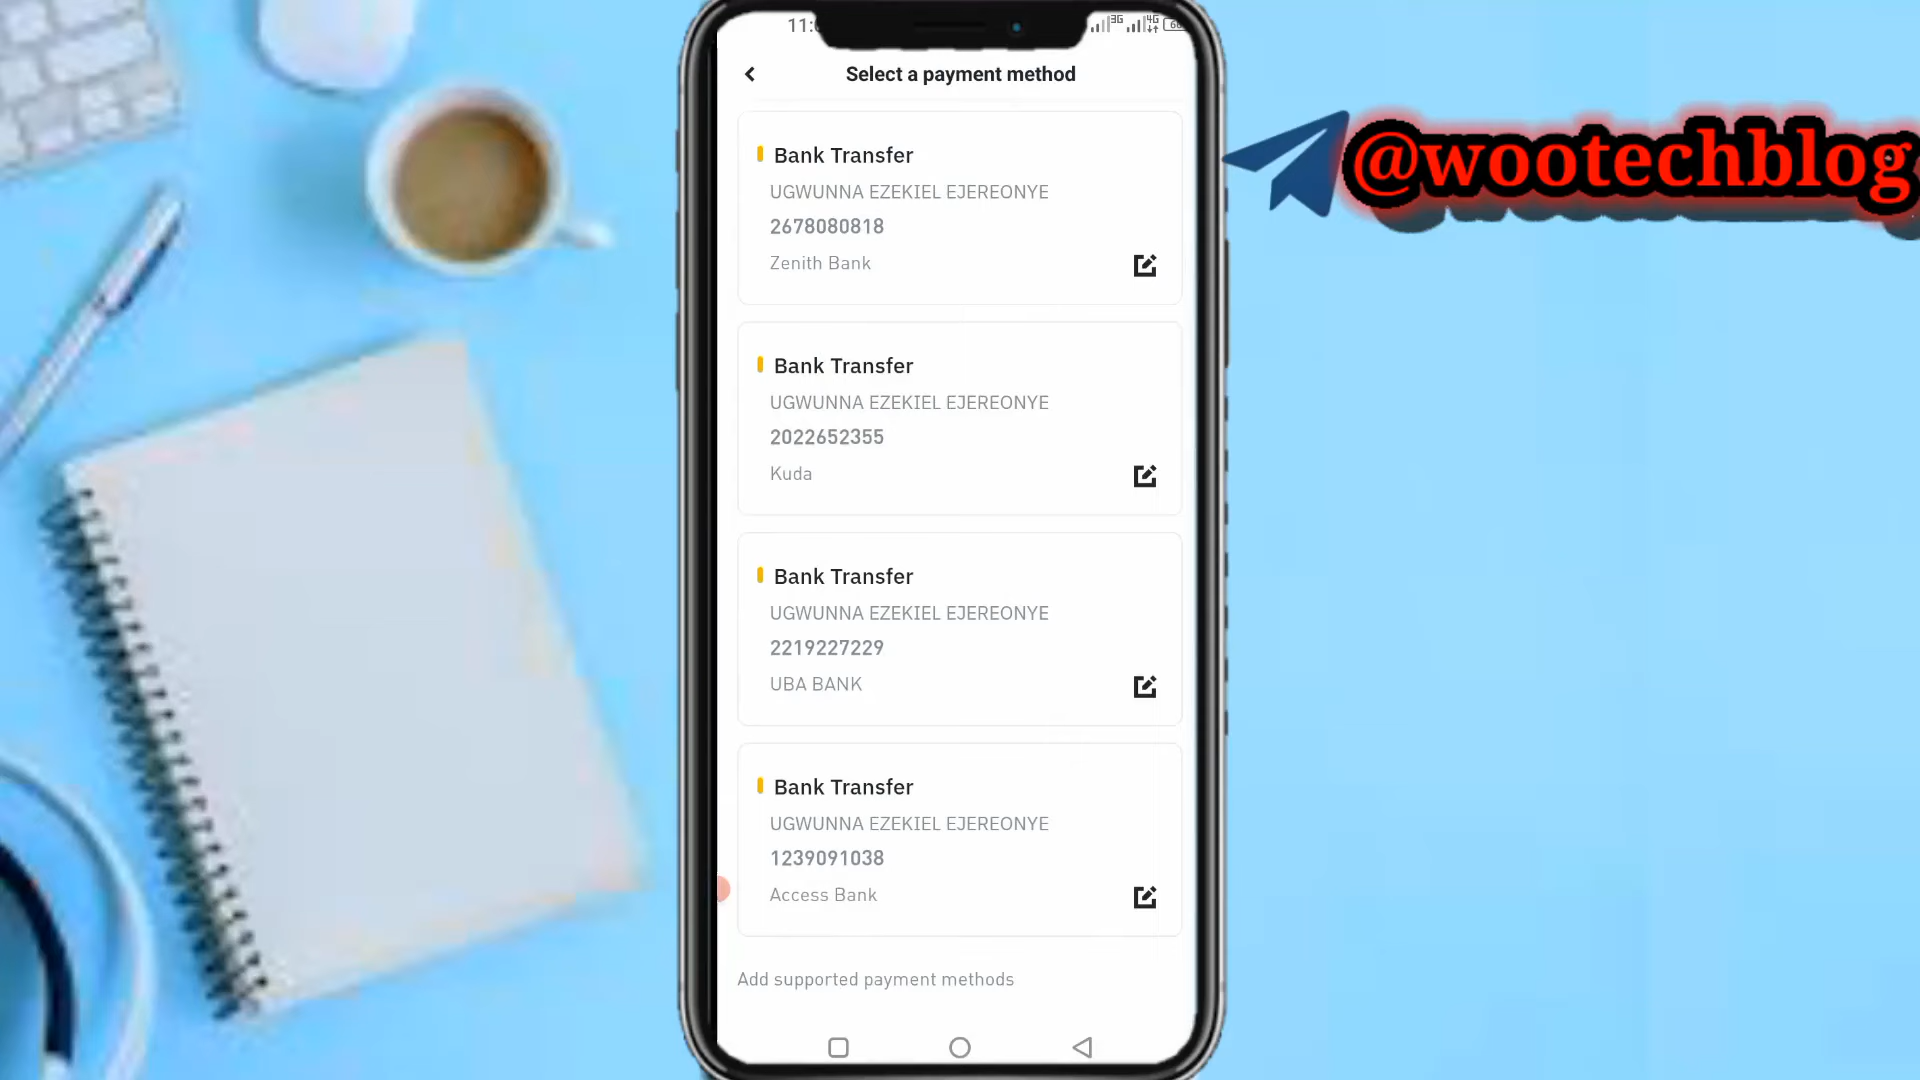 11:
3G
4G
Select a payment method
Bank Transfer
UGWUNNA EZEKIEL EJEREONYE
2678080818
Zenith Bank
Bank Transfer
UGWUNNA EZEKIEL EJEREONYE
2022652355
Kuda
Bank Transfer
UGWUNNA EZEKIEL EJEREONYE
2219227229
UBA BANK
Bank Transfer
UGWUNNA EZEKIEL EJEREONYE
1239091038
Access Bank
Add supported payment methods
@wootechblog